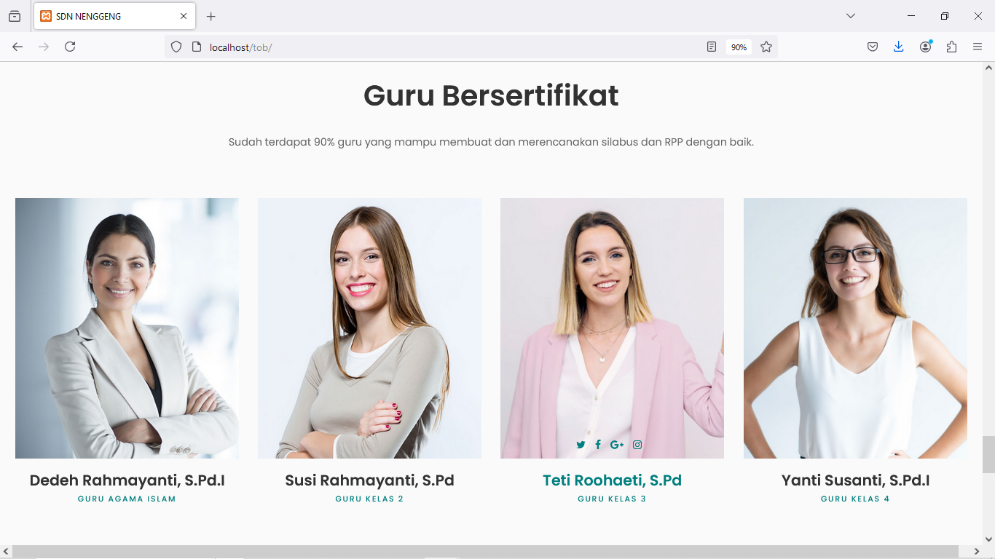 SDN NENGGENG
localhost/tob/
90%
Guru Bersertifikat
Sudah terdapat 90% guru yang mampu membuat dan merencanakan silabus dan RPP dengan baik.
Dedeh Rahmayanti, S.Pd.I
GURU AGAMA ISLAM
Susi Rahmayanti, S.Pd
GURU KELAS 2
Teti Roohaeti, S.Pd
GURU KELAS 3
Yanti Susanti, S.Pd.I
GURU KELAS 4